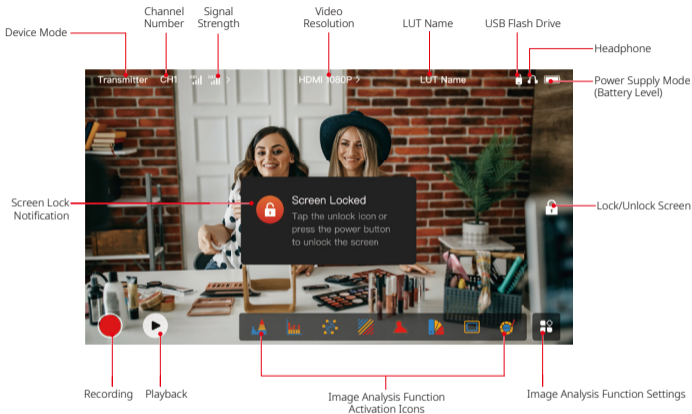 Device Mode
Channel
Number
Signal
Strength
Video
Resolution
LUT Name
USB Flash Drive
Headphone
Power Supply Mode
(Battery Level)
Transmitter CH1 HDMI 1080P LUT Name
Screen Lock
Notification
Screen Locked
Tap the unlock icon or
press the power button
to unlock the screen
Lock/Unlock Screen
Recording
Playback
Image Analysis Function
Activation Icons
Image Analysis Function Settings